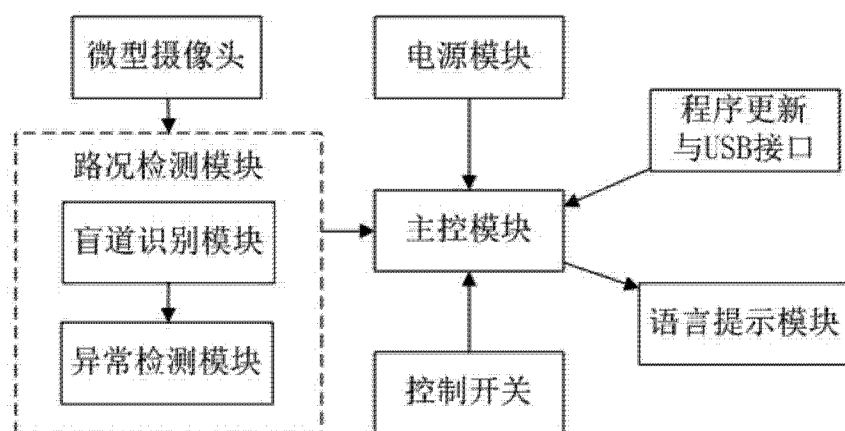 微型摄像头
电源模块
程序更新
与USB接口
路况检测模块
盲道识别模块
主控模块
异常检测模块
语言提示模块
控制开关